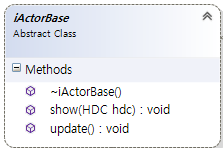 iActorBase
Abstract Class
Methods
~iActorBase()
show(HDC hdc) : void
update() : void